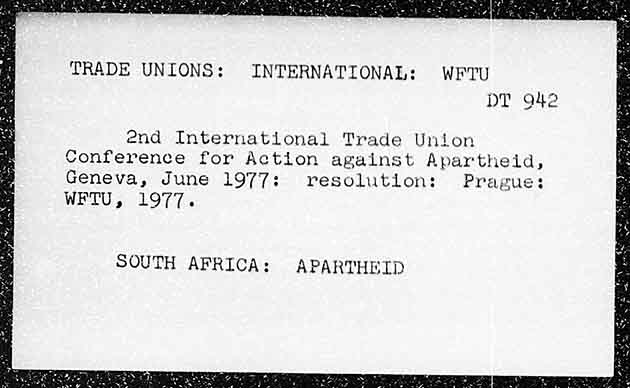 TRADE UNIONS: INTERNATIONAL: WFTU
DT 942
2nd International Trade Union
Conference for Action against Apartheid,
Geneva, June 1977: resolution: Prague:
WFTU, 1977.
SOUTH AFRICA: APARTHEID